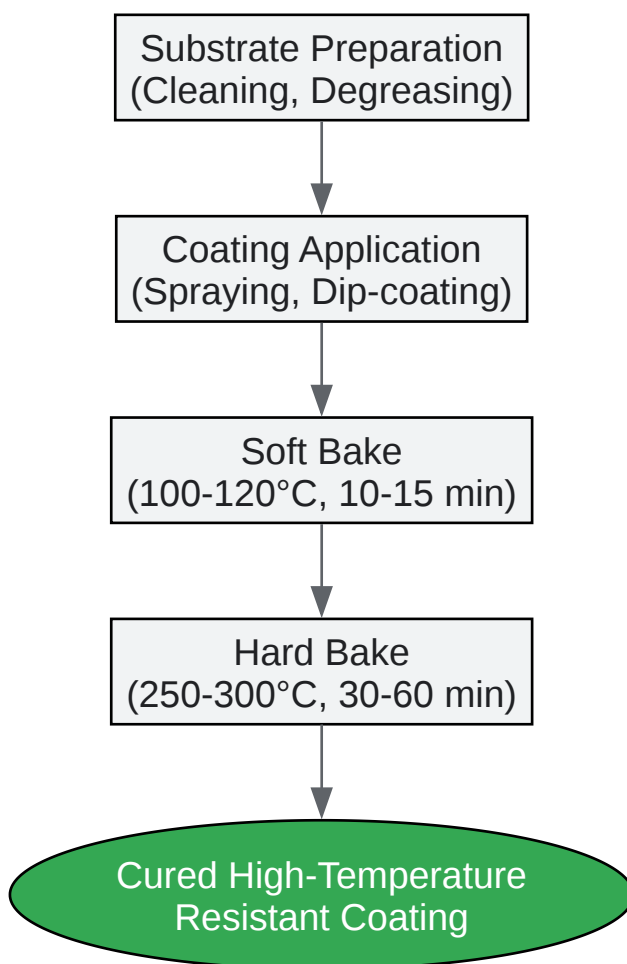 Substrate Preparation
(Cleaning, Degreasing)
Coating Application
(Spraying, Dip-coating)
Soft Bake
(100-120°C, 10-15 min)
Hard Bake
(250-300°C, 30-60 min)
Cured High-Temperature
Resistant Coating